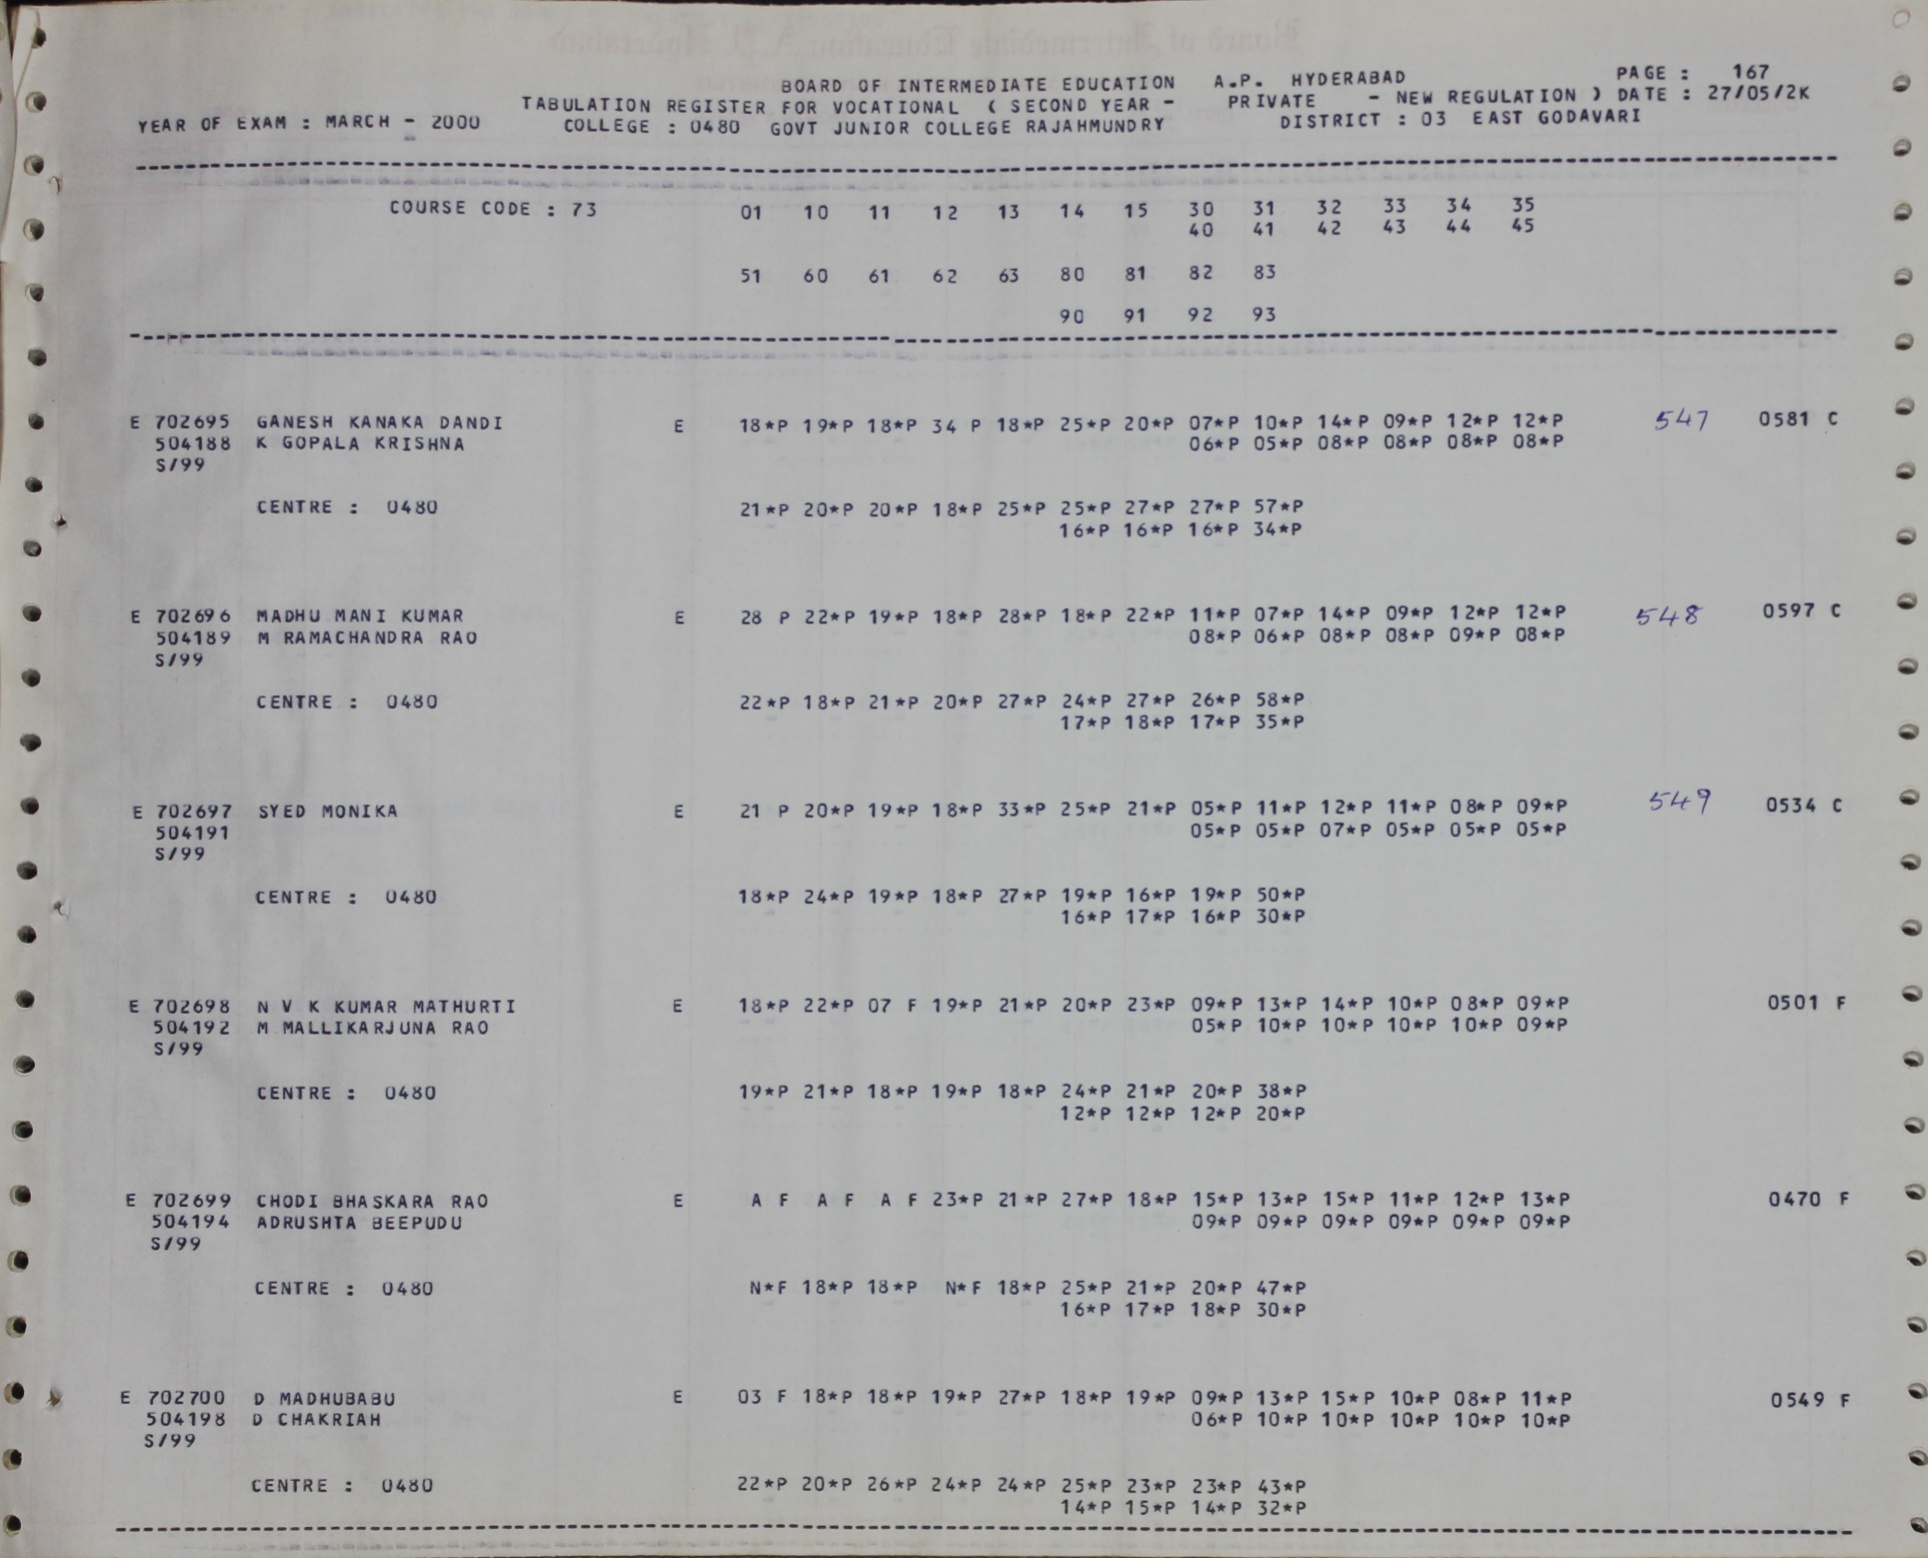 BOARD OF INTERMEDIATE EDUCATION A.P. HYDERABAD PAGE : 167
TABULATION REGISTER FOR VOCATIONAL ( SECOND YEAR - PRIVATE - NEW REGULATION ) DATE : 27/05/2K
YEAR OF EXAM : MARCH - 2000 COLLEGE : 0480 GOVT JUNIOR COLLEGE RAJAHMUNDRY DISTRICT : 03 EAST GODAVARI
COURSE CODE : 73 01 10 11 12 13 14 15 30 31 32 33 34 35
40 41 42 43 44 45
51 60 61 62 63 80 81 82 83
90 91 92 93
E 702695 GANESH KANAKA DANDI E 18*P 19*P 18*P 34 P 18*P 25*P 20*P 07*P 10*P 14*P 09*P 12*P 12*P 547 0581 C
504188 K GOPALA KRISHNA 06*P 05*P 08*P 08*P 08*P 08*P
S/99
CENTRE : 0480 21*P 20*P 20*P 18*P 25*P 25*P 27*P 27*P 57*P
16*P 16*P 16*P 34*P
E 702696 MADHU MANI KUMAR E 28 P 22*P 19*P 18*P 28*P 18*P 22*P 11*P 07*P 14*P 09*P 12*P 12*P 548 0597 C
504189 M RAMACHANDRA RAO 08*P 06*P 08*P 08*P 09*P 08*P
S/99
CENTRE : 0480 22*P 18*P 21*P 20*P 27*P 24*P 27*P 26*P 58*P
17*P 18*P 17*P 35*P
E 702697 SYED MONIKA E 21 P 20*P 19*P 18*P 33*P 25*P 21*P 05*P 11*P 12*P 11*P 08*P 09*P 549 0534 C
504191 05*P 05*P 07*P 05*P 05*P 05*P
S/99
CENTRE : 0480 18*P 24*P 19*P 18*P 27*P 19*P 16*P 19*P 50*P
16*P 17*P 16*P 30*P
E 702698 N V K KUMAR MATHURTI E 18*P 22*P 07 F 19*P 21*P 20*P 23*P 09*P 13*P 14*P 10*P 08*P 09*P 0501 F
504192 M MALLIKARJUNA RAO 05*P 10*P 10*P 10*P 10*P 09*P
S/99
CENTRE : 0480 19*P 21*P 18*P 19*P 18*P 24*P 21*P 20*P 38*P
12*P 12*P 12*P 20*P
E 702699 CHODI BHASKARA RAO E A F A F A F 23*P 21*P 27*P 18*P 15*P 13*P 15*P 11*P 12*P 13*P 0470 F
504194 ADRUSHTA BEEPUDU 09*P 09*P 09*P 09*P 09*P 09*P
S/99
CENTRE : 0480 N*F 18*P 18*P N*F 18*P 25*P 21*P 20*P 47*P
16*P 17*P 18*P 30*P
E 702700 D MADHUBABU E 03 F 18*P 18*P 19*P 27*P 18*P 19*P 09*P 13*P 15*P 10*P 08*P 11*P 0549 F
504198 D CHAKRIAH 06*P 10*P 10*P 10*P 10*P 10*P
S/99
CENTRE : 0480 22*P 20*P 26*P 24*P 24*P 25*P 23*P 23*P 43*P
14*P 15*P 14*P 32*P